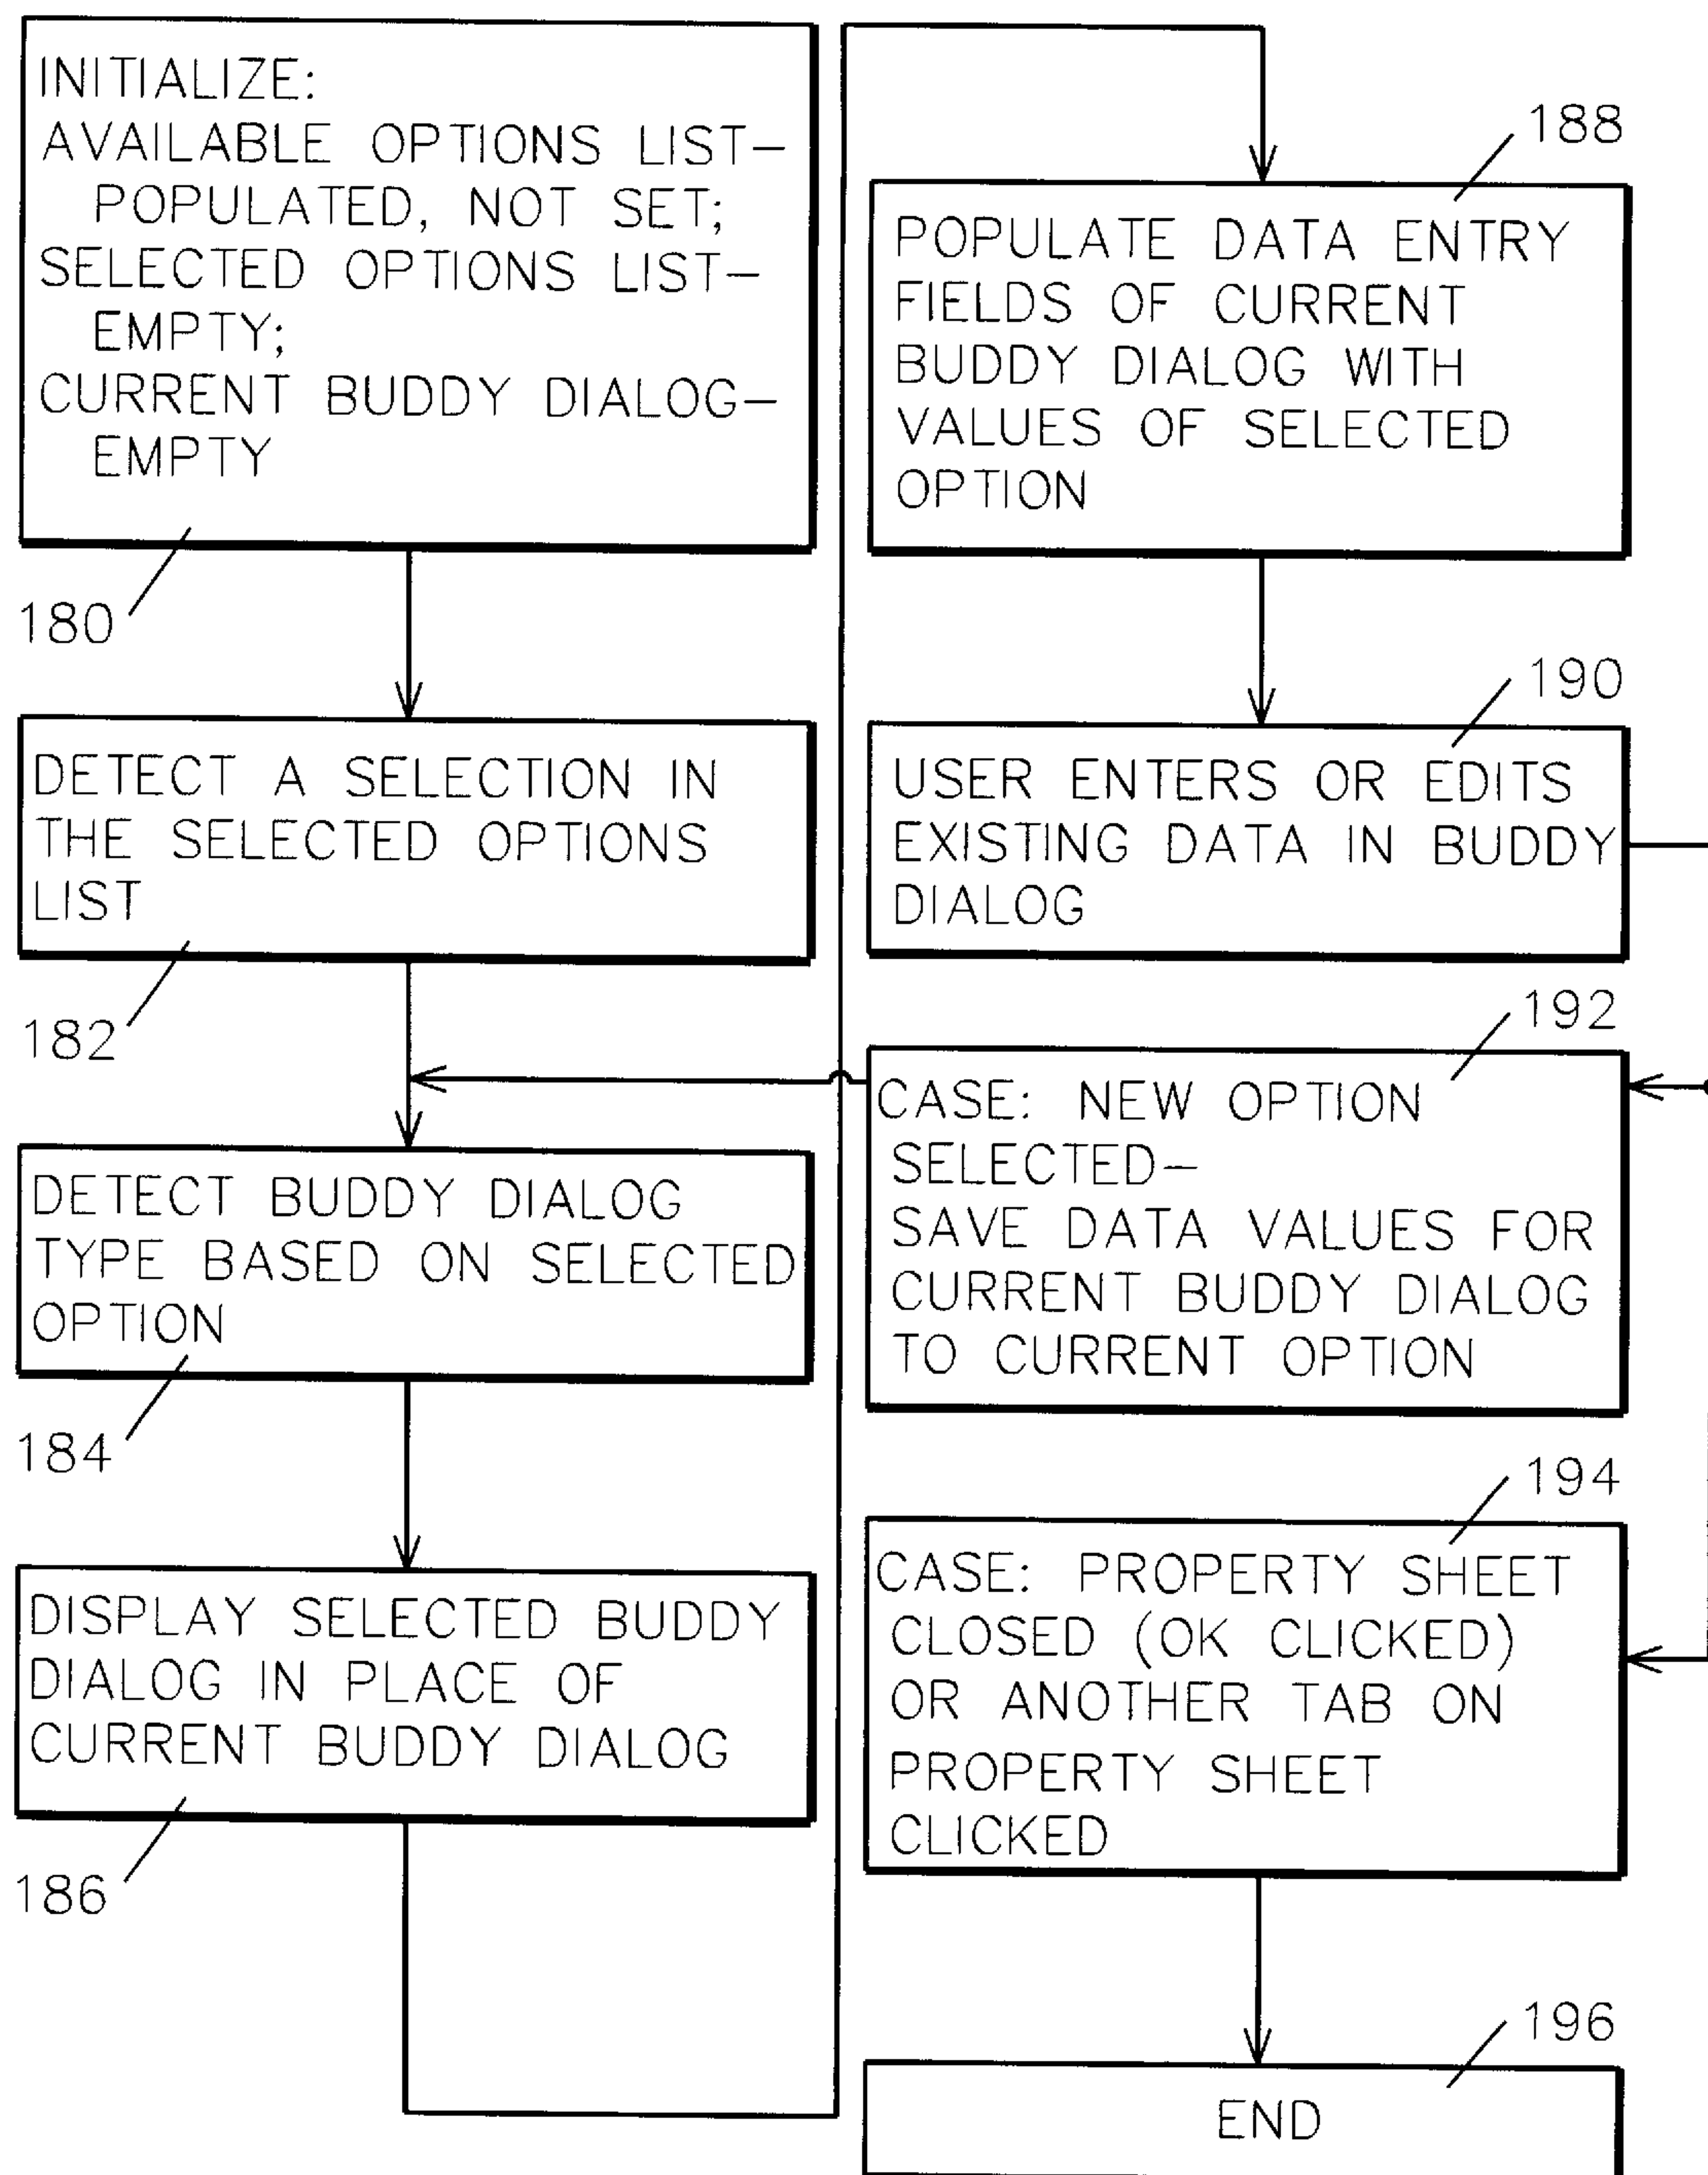 INITIALIZE:
AVAILABLE OPTIONS LIST-
POPULATED, NOT SET;
SELECTED OPTIONS LIST-
EMPTY;
CURRENT BUDDY DIALOG-
EMPTY
180
DETECT A SELECTION IN
THE SELECTED OPTIONS
LIST
182
DETECT BUDDY DIALOG
TYPE BASED ON SELECTED
OPTION
184
DISPLAY SELECTED BUDDY
DIALOG IN PLACE OF
CURRENT BUDDY DIALOG
186
188
POPULATE DATA ENTRY
FIELDS OF CURRENT
BUDDY DIALOG WITH
VALUES OF SELECTED
OPTION
190
USER ENTERS OR EDITS
EXISTING DATA IN BUDDY
DIALOG
192
CASE: NEW OPTION
SELECTED-
SAVE DATA VALUES FOR
CURRENT BUDDY DIALOG
TO CURRENT OPTION
194
CASE: PROPERTY SHEET
CLOSED (OK CLICKED)
OR ANOTHER TAB ON
PROPERTY SHEET
CLICKED
196
END